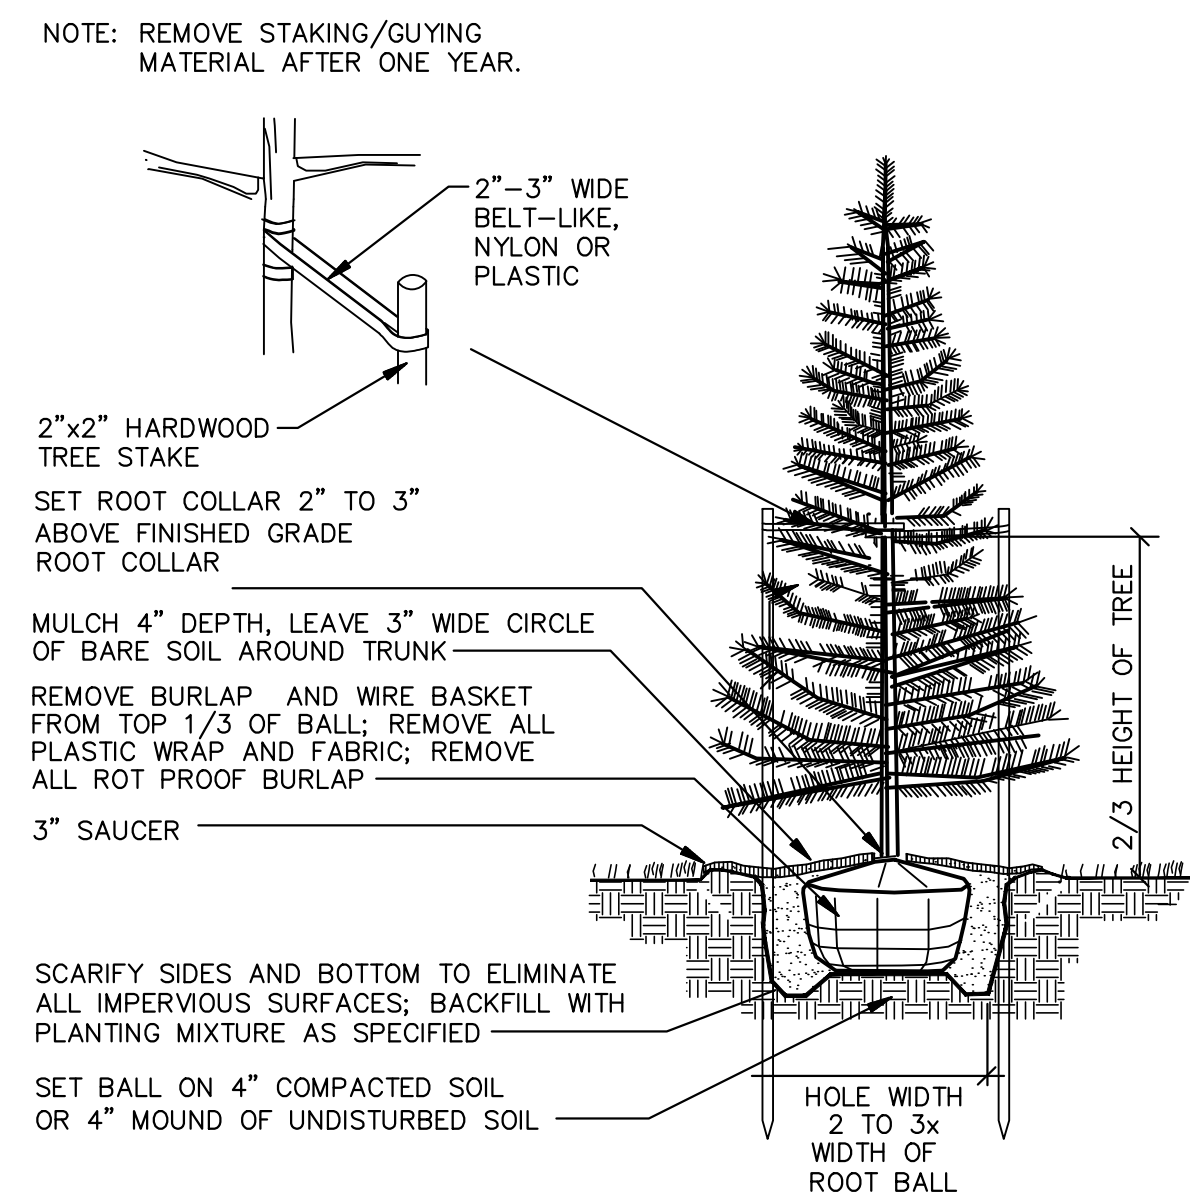 NOTE: REMOVE STAKING/GUYING
MATERIAL AFTER ONE YEAR.
2"-3" WIDE
BELT-LIKE,
NYLON OR
PLASTIC
2"x2" HARDWOOD
TREE STAKE
SET ROOT COLLAR 2" TO 3"
ABOVE FINISHED GRADE
ROOT COLLAR
MULCH 4" DEPTH, LEAVE 3" WIDE CIRCLE
OF BARE SOIL AROUND TRUNK
REMOVE BURLAP AND WIRE BASKET
FROM TOP 1/3 OF BALL; REMOVE ALL
PLASTIC WRAP AND FABRIC; REMOVE
ALL ROT PROOF BURLAP
3" SAUCER
SCARIFY SIDES AND BOTTOM TO ELIMINATE
ALL IMPERVIOUS SURFACES; BACKFILL WITH
PLANTING MIXTURE AS SPECIFIED
SET BALL ON 4" COMPACTED SOIL
OR 4" MOUND OF UNDISTURBED SOIL
2/3 HEIGHT OF TREE
HOLE WIDTH
2 TO 3x
WIDTH OF
ROOT BALL